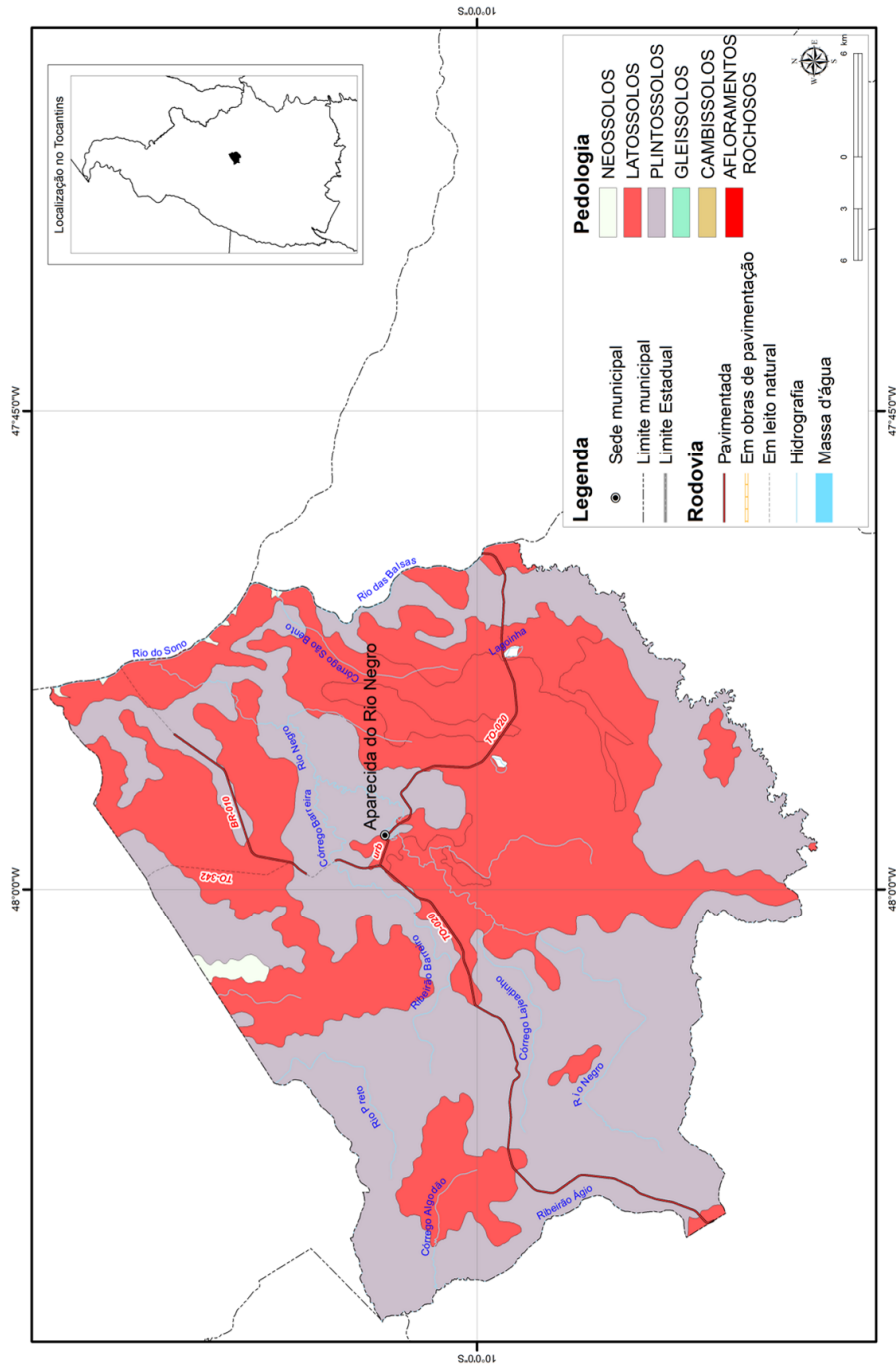 10°0'0"S
Localização no Tocantins
47°45'0"W
48°0'0"W
Rio do Sono
Rio das Balsas
Córrego São Bento
Lagoinha
Rio Negro
BR-010
Córrego Barreira
TO-342
Aparecida do Rio Negro
urb
TO-020
TO-020
Ribeirão Barreiro
Córrego Lajeadinho
Rio Preto
Rio Negro
Córrego Algodão
Ribeirão Ágio
Legenda
Sede municipal
Limite municipal
Limite Estadual
Rodovia
Pavimentada
Em obras de pavimentação
Em leito natural
Hidrografia
Massa d'água
Pedologia
NEOSSOLOS
LATOSSOLOS
PLINTOSSOLOS
GLEISSOLOS
CAMBISSOLOS
AFLORAMENTOS
ROCHOSOS
N
W E
S
6 3 0 6 km
47°45'0"W
48°0'0"W
10°0'0"S